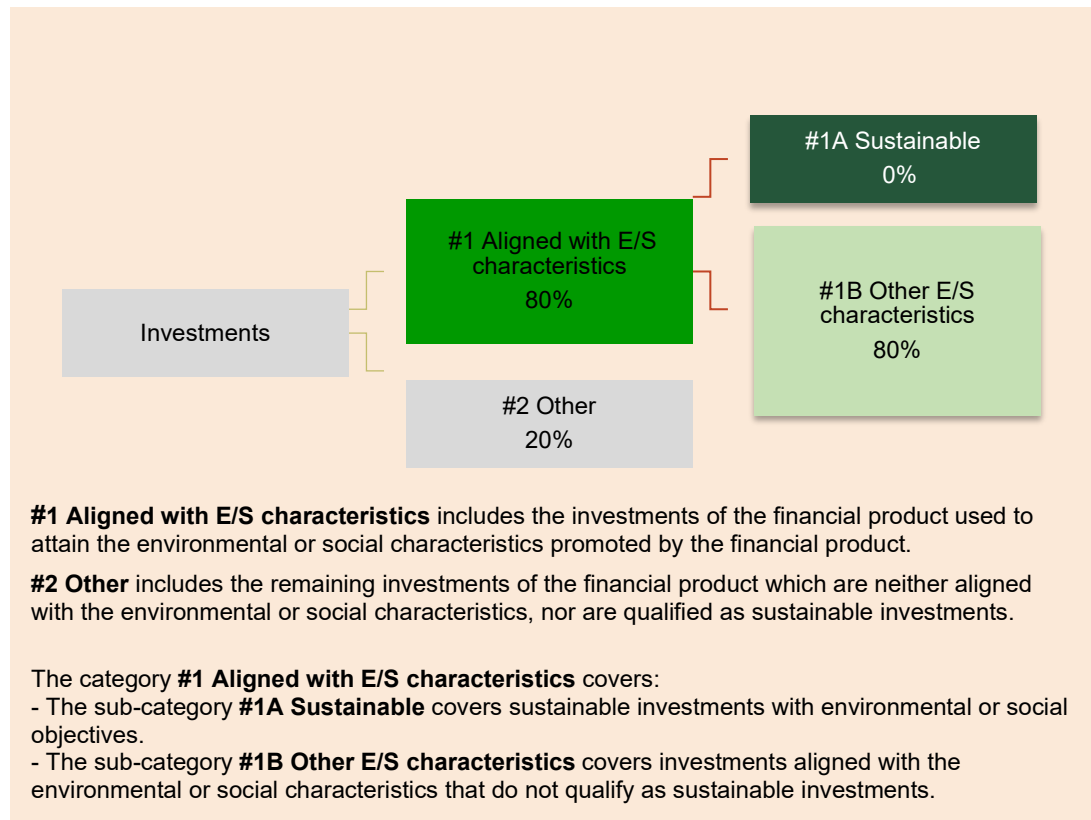 #1A Sustainable
0%
#1 Aligned with E/S
characteristics
80%
#1B Other E/S
characteristics
80%
Investments
#2 Other
20%
#1 Aligned with E/S characteristics includes the investments of the financial product used to
attain the environmental or social characteristics promoted by the financial product.
#2 Other includes the remaining investments of the financial product which are neither aligned
with the environmental or social characteristics, nor are qualified as sustainable investments.
The category #1 Aligned with E/S characteristics covers:
- The sub-category #1A Sustainable covers sustainable investments with environmental or social
objectives.
- The sub-category #1B Other E/S characteristics covers investments aligned with the
environmental or social characteristics that do not qualify as sustainable investments.